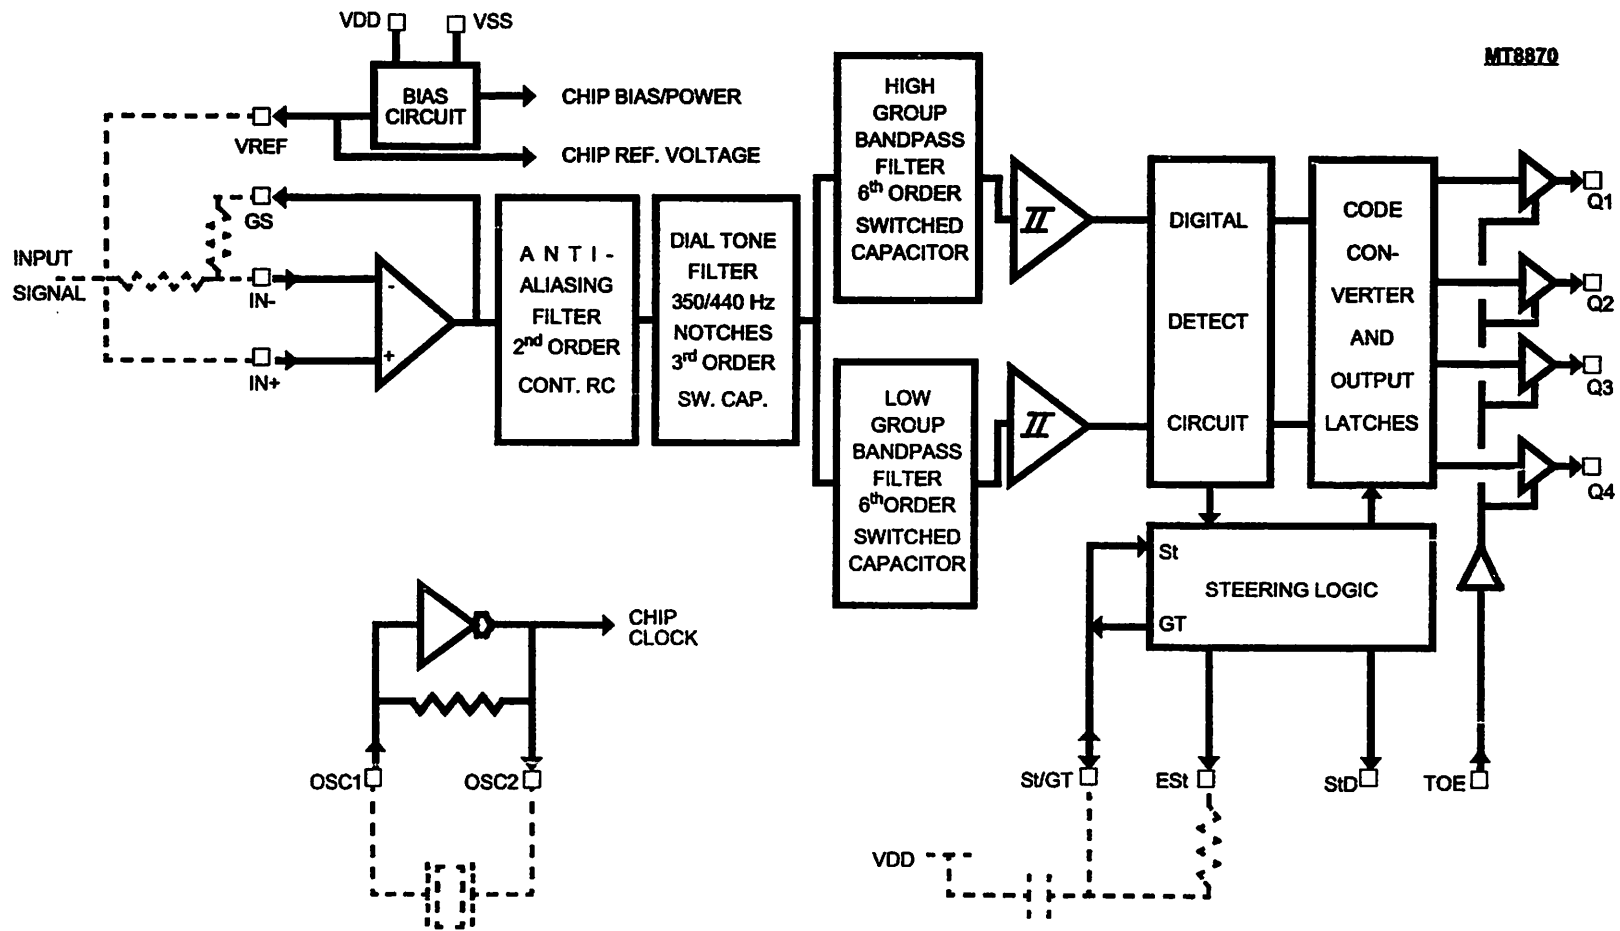 VDD
VSS
MT8870
BIAS
CIRCUIT
CHIP BIAS/POWER
VREF
CHIP REF. VOLTAGE
GS
INPUT
SIGNAL
IN-
IN+
-
+
A N T I -
ALIASING
FILTER
2nd ORDER
CONT. RC
DIAL TONE
FILTER
350/440 Hz
NOTCHES
3rd ORDER
SW. CAP.
HIGH
GROUP
BANDPASS
FILTER
6th ORDER
SWITCHED
CAPACITOR
LOW
GROUP
BANDPASS
FILTER
6thORDER
SWITCHED
CAPACITOR
DIGITAL
DETECT
CIRCUIT
CODE
CON-
VERTER
AND
OUTPUT
LATCHES
Q1
Q2
Q3
Q4
St
STEERING LOGIC
GT
CHIP
CLOCK
OSC1
OSC2
St/GT
ESt
StD
TOE
VDD